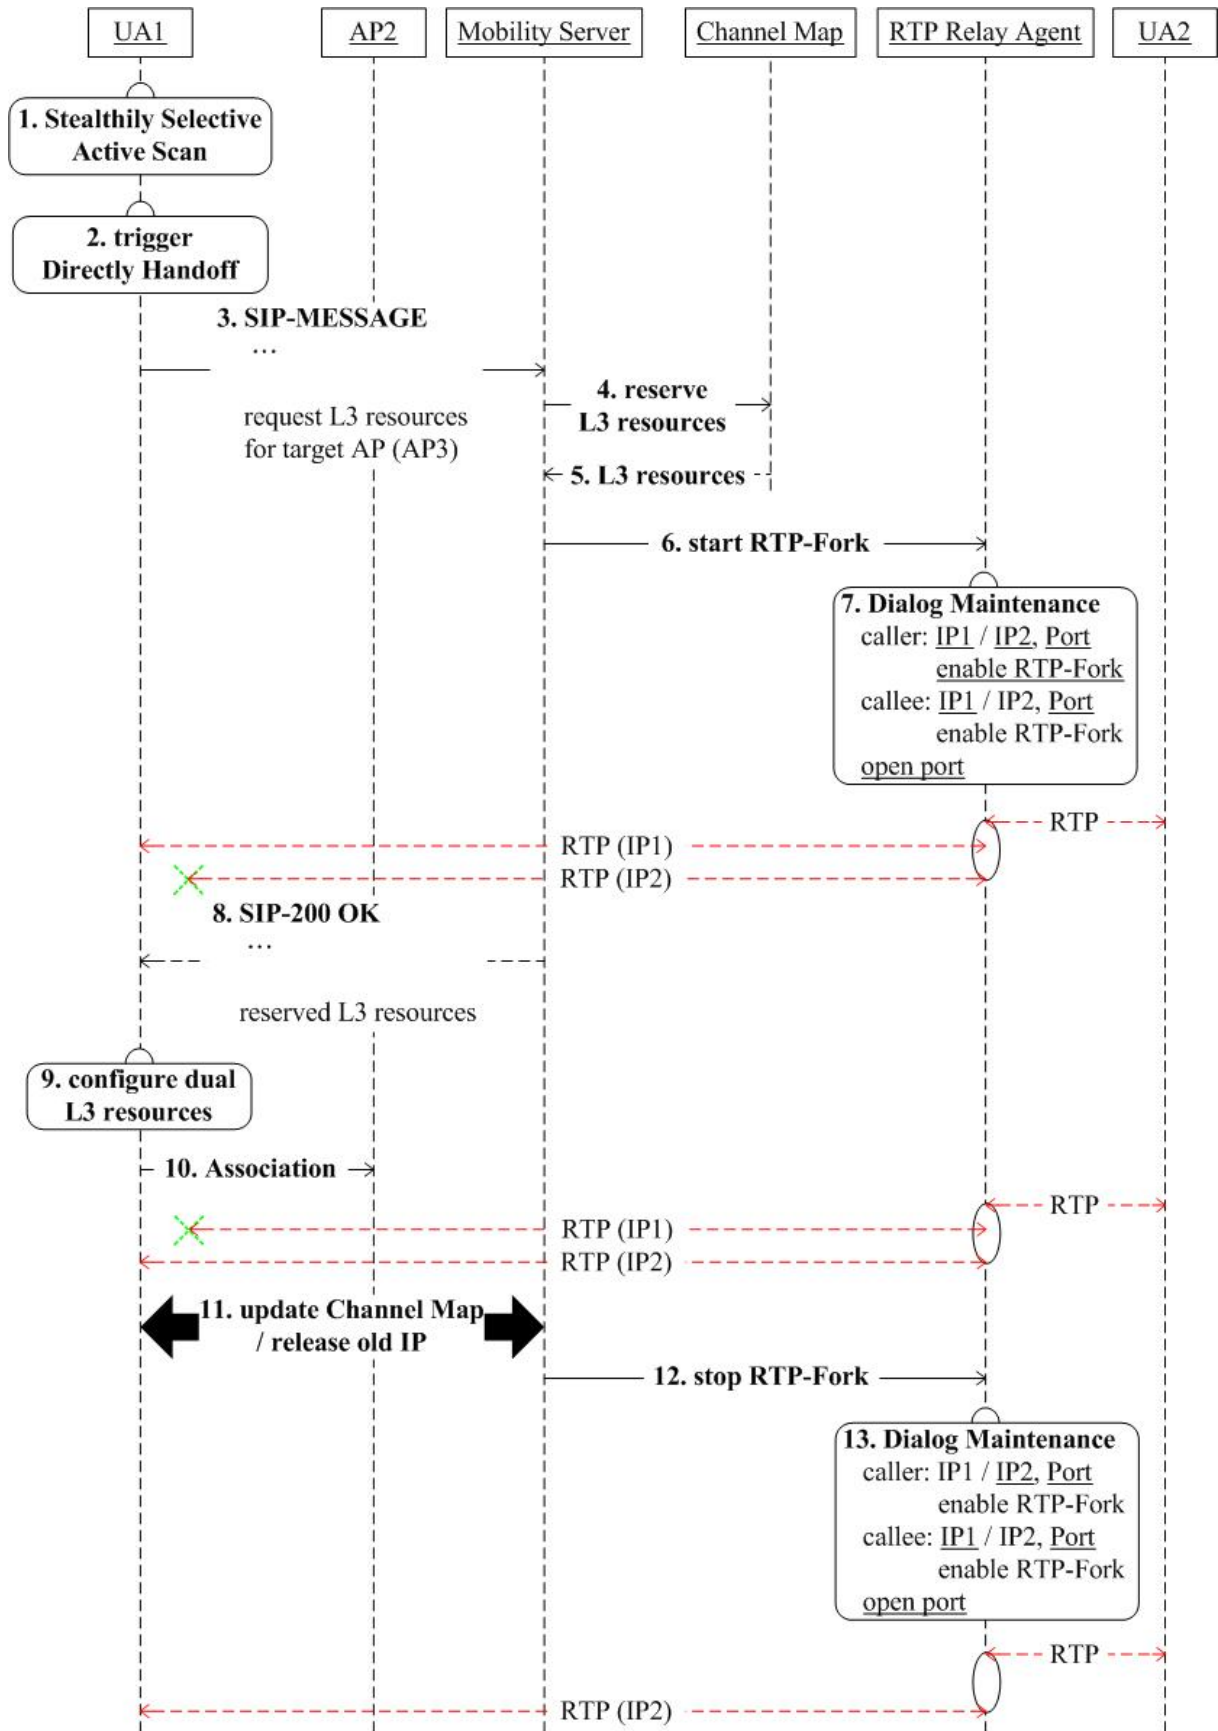 UA1
AP2
Mobility Server
Channel Map
RTP Relay Agent
UA2
1. Stealthily Selective
Active Scan
2. trigger
Directly Handoff
3. SIP-MESSAGE
...
request L3 resources
for target AP (AP3)
4. reserve
L3 resources
5. L3 resources
6. start RTP-Fork
7. Dialog Maintenance
caller: IP1 / IP2, Port
enable RTP-Fork
callee: IP1 / IP2, Port
enable RTP-Fork
open port
RTP
RTP (IP1)
RTP (IP2)
8. SIP-200 OK
...
reserved L3 resources
9. configure dual
L3 resources
10. Association
RTP
RTP (IP1)
RTP (IP2)
11. update Channel Map
/ release old IP
12. stop RTP-Fork
13. Dialog Maintenance
caller: IP1 / IP2, Port
enable RTP-Fork
callee: IP1 / IP2, Port
enable RTP-Fork
open port
RTP
RTP (IP2)